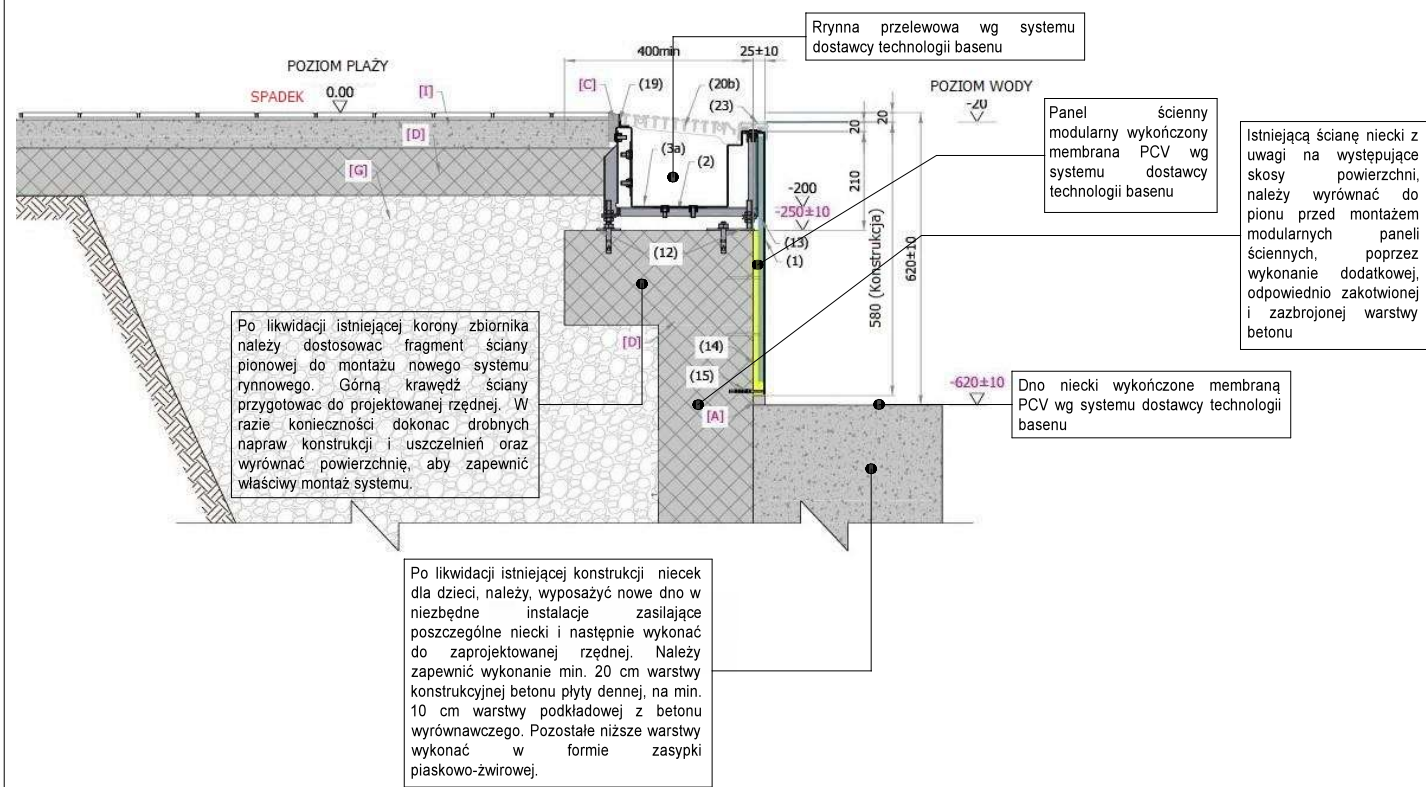 Rrynna przelewowa wg systemu
dostawcy technologii basenu
400min
25±10
POZIOM PLAŻY
SPADEK
0.00
[I]
[C]
(19)
(20b)
(23)
POZIOM WODY
-20
20
20
[D]
[G]
(3a)
(2)
210
-200
-250±10
(13)
(1)
(12)
580 (Konstrukcja)
620±10
Panel ścienny
modularny wykończony
membrana PCV wg
systemu dostawcy
technologii basenu
Istniejącą ścianę niecki z
uwagi na występujące
skosy powierzchni,
należy wyrównać do
pionu przed montażem
modularnych paneli
ściennych, poprzez
wykonanie dodatkowej,
odpowiednio zakotwionej
i zazbrojonej warstwy
betonu
Po likwidacji istniejącej korony zbiornika
należy dostosowac fragment ściany
pionowej do montażu nowego systemu
rynnowego. Górną krawędź ściany
przygotowac do projektowanej rzędnej. W
razie konieczności dokonac drobnych
napraw konstrukcji i uszczelnień oraz
wyrównać powierzchnię, aby zapewnić
właściwy montaż systemu.
[D]
(14)
(15)
[A]
-620±10
Dno niecki wykończone membraną
PCV wg systemu dostawcy technologii
basenu
Po likwidacji istniejącej konstrukcji niecek
dla dzieci, należy, wyposażyć nowe dno w
niezbędne instalacje zasilające
poszczególne niecki i następnie wykonać
do zaprojektowanej rzędnej. Należy
zapewnić wykonanie min. 20 cm warstwy
konstrukcyjnej betonu płyty dennej, na min.
10 cm warstwy podkładowej z betonu
wyrównawczego. Pozostałe niższe warstwy
wykonać w formie zasypki
piaskowo-żwirowej.